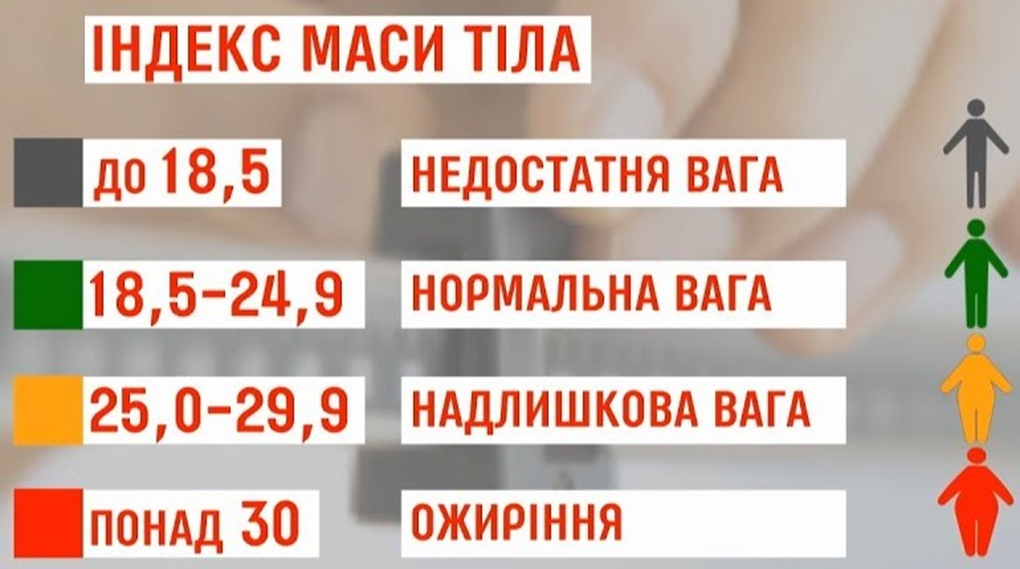 ІНДЕКС МАСИ ТІЛА
до 18,5 НЕДОСТАТНЯ ВАГА
18,5-24,9 НОРМАЛЬНА ВАГА
25,0-29,9 НАДЛИШКОВА ВАГА
ПОНАД 30 ОЖИРІННЯ